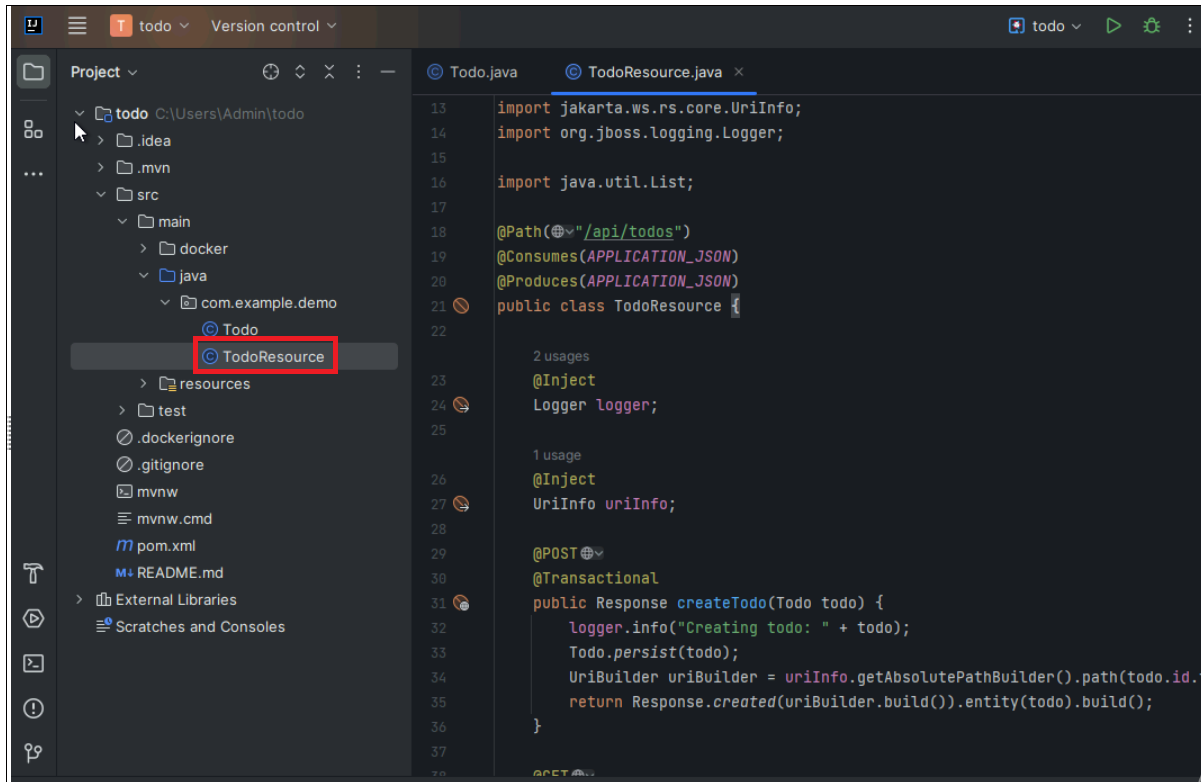 T todo Version control todo
Project
todo C:\Users\Admin\todo
.idea
.mvn
src
main
docker
java
com.example.demo
Todo
TodoResource
resources
test
.dockerignore
.gitignore
mvnw
mvnw.cmd
m pom.xml
M↓ README.md
External Libraries
Scratches and Consoles
Todo.java TodoResource.java
13 import jakarta.ws.rs.core.UriInfo;
14 import org.jboss.logging.Logger;
15
16 import java.util.List;
17
18 @Path("/api/todos")
19 @Consumes(APPLICATION_JSON)
20 @Produces(APPLICATION_JSON)
21 public class TodoResource {
22
2 usages
23 @Inject
24 Logger logger;
25
1 usage
26 @Inject
27 UriInfo uriInfo;
28
29 @POST
30 @Transactional
31 public Response createTodo(Todo todo) {
32 logger.info("Creating todo: " + todo);
33 Todo.persist(todo);
34 UriBuilder uriBuilder = uriInfo.getAbsolutePathBuilder().path(todo.id.
35 return Response.created(uriBuilder.build()).entity(todo).build();
36 }
37
38 @GET